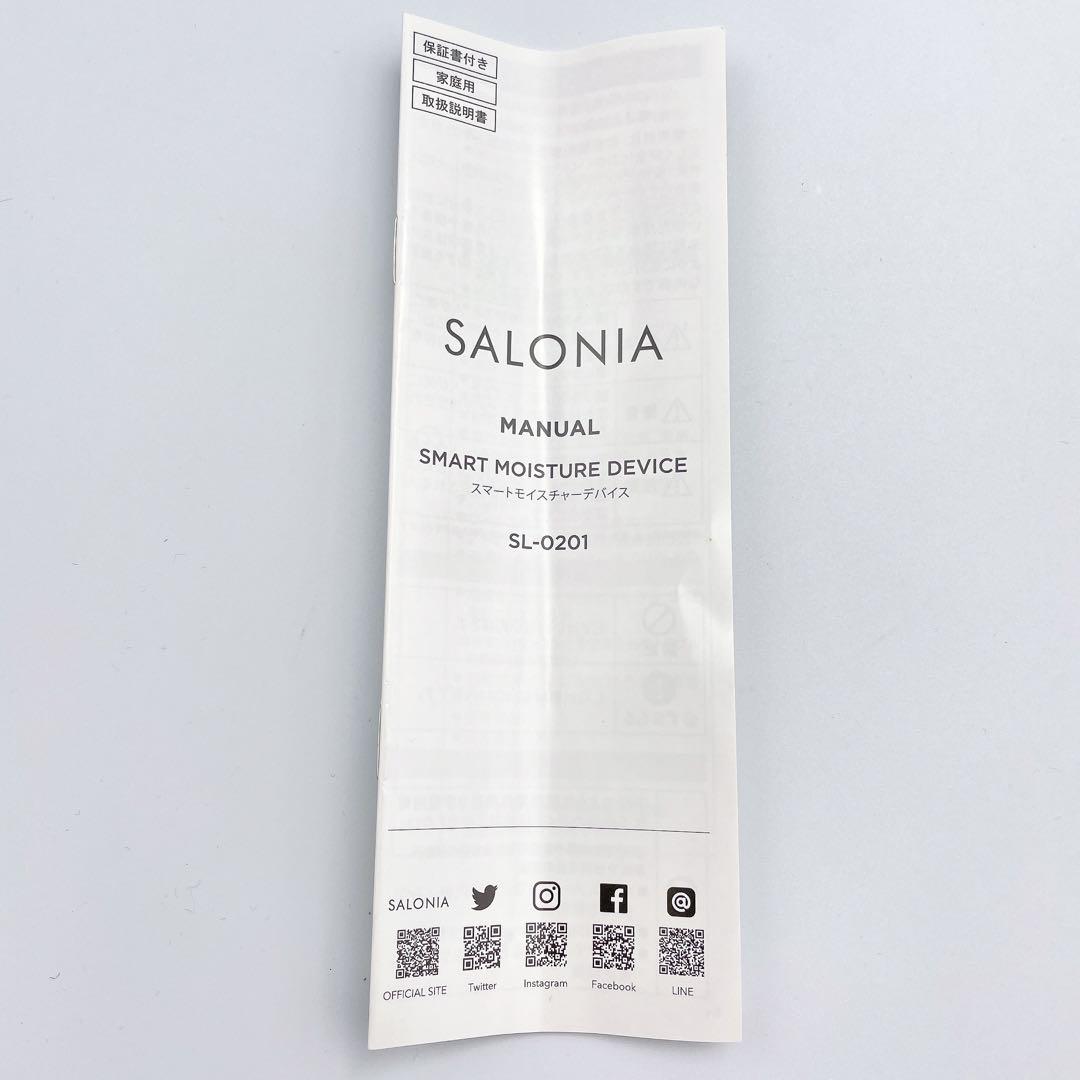 保証書付き
家庭用
取扱説明書
SALONIA
MANUAL
SMART MOISTURE DEVICE
スマートモイスチャーデバイス
SL-0201
SALONIA
OFFICIAL SITE
Twitter
Instagram
Facebook
@
LINE